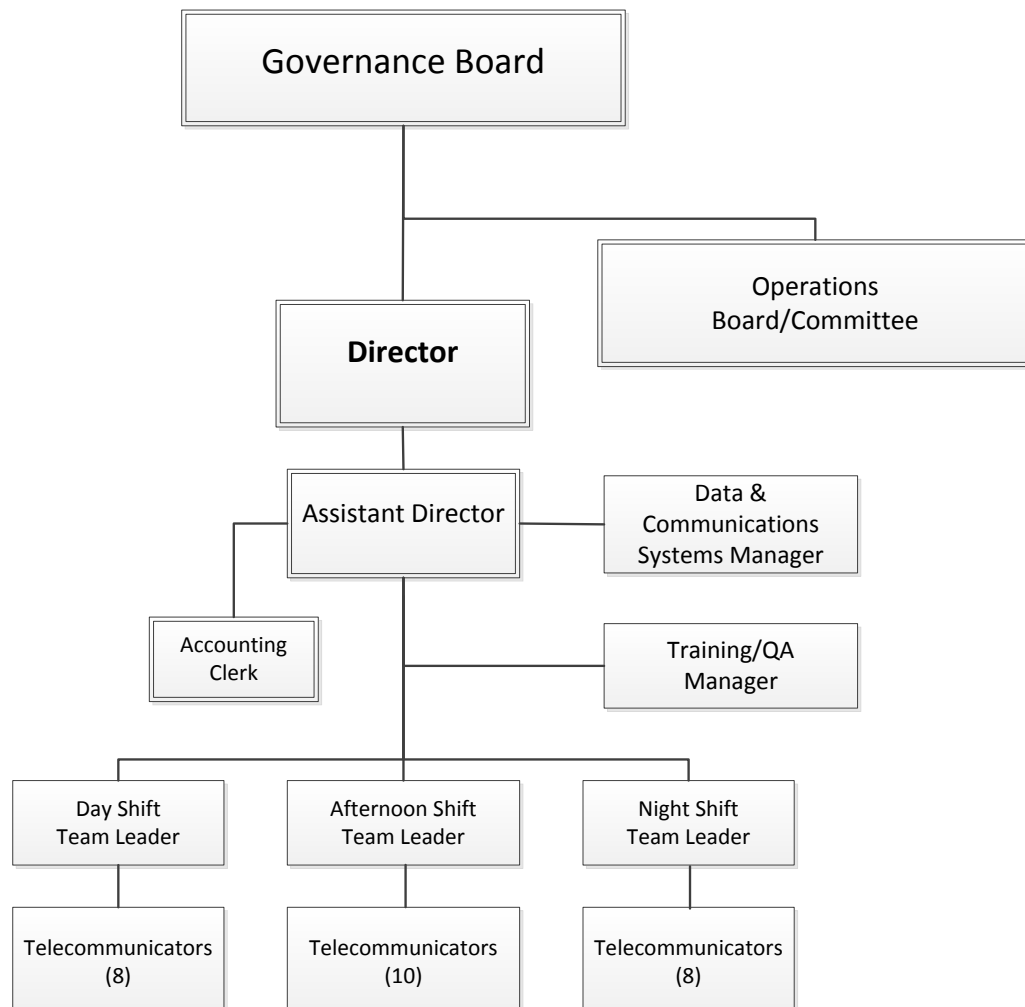 Governance Board
Operations
Board/Committee
Director
Assistant Director
Data &
Communications
Systems Manager
Accounting
Clerk
Training/QA
Manager
Day Shift
Team Leader
Afternoon Shift
Team Leader
Night Shift
Team Leader
Telecommunicators
(8)
Telecommunicators
(10)
Telecommunicators
(8)